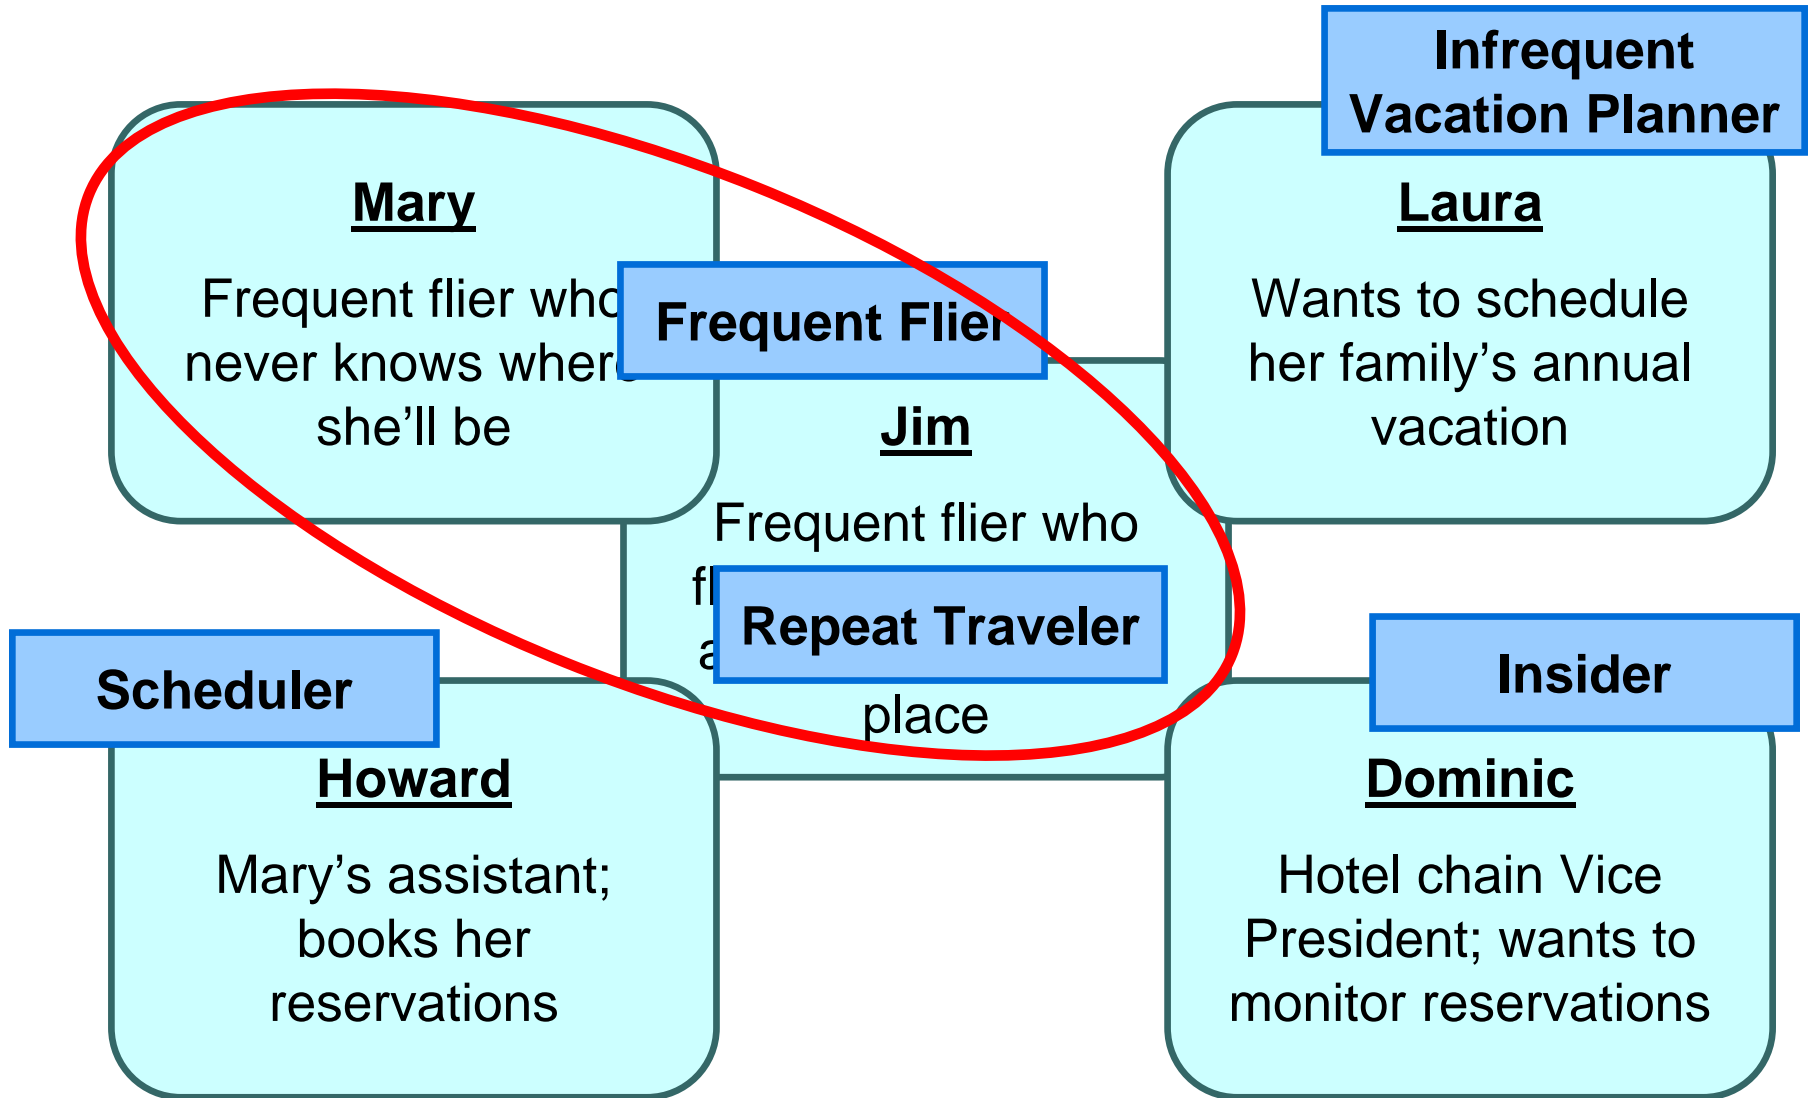 Infrequent
Vacation Planner
Mary
Frequent flier who
never knows where
she’ll be
Laura
Wants to schedule
her family’s annual
vacation
Frequent Flier
Jim
Frequent flier who
Repeat Traveler
place
Scheduler
Howard
Mary’s assistant;
books her
reservations
Insider
Dominic
Hotel chain Vice
President; wants to
monitor reservations